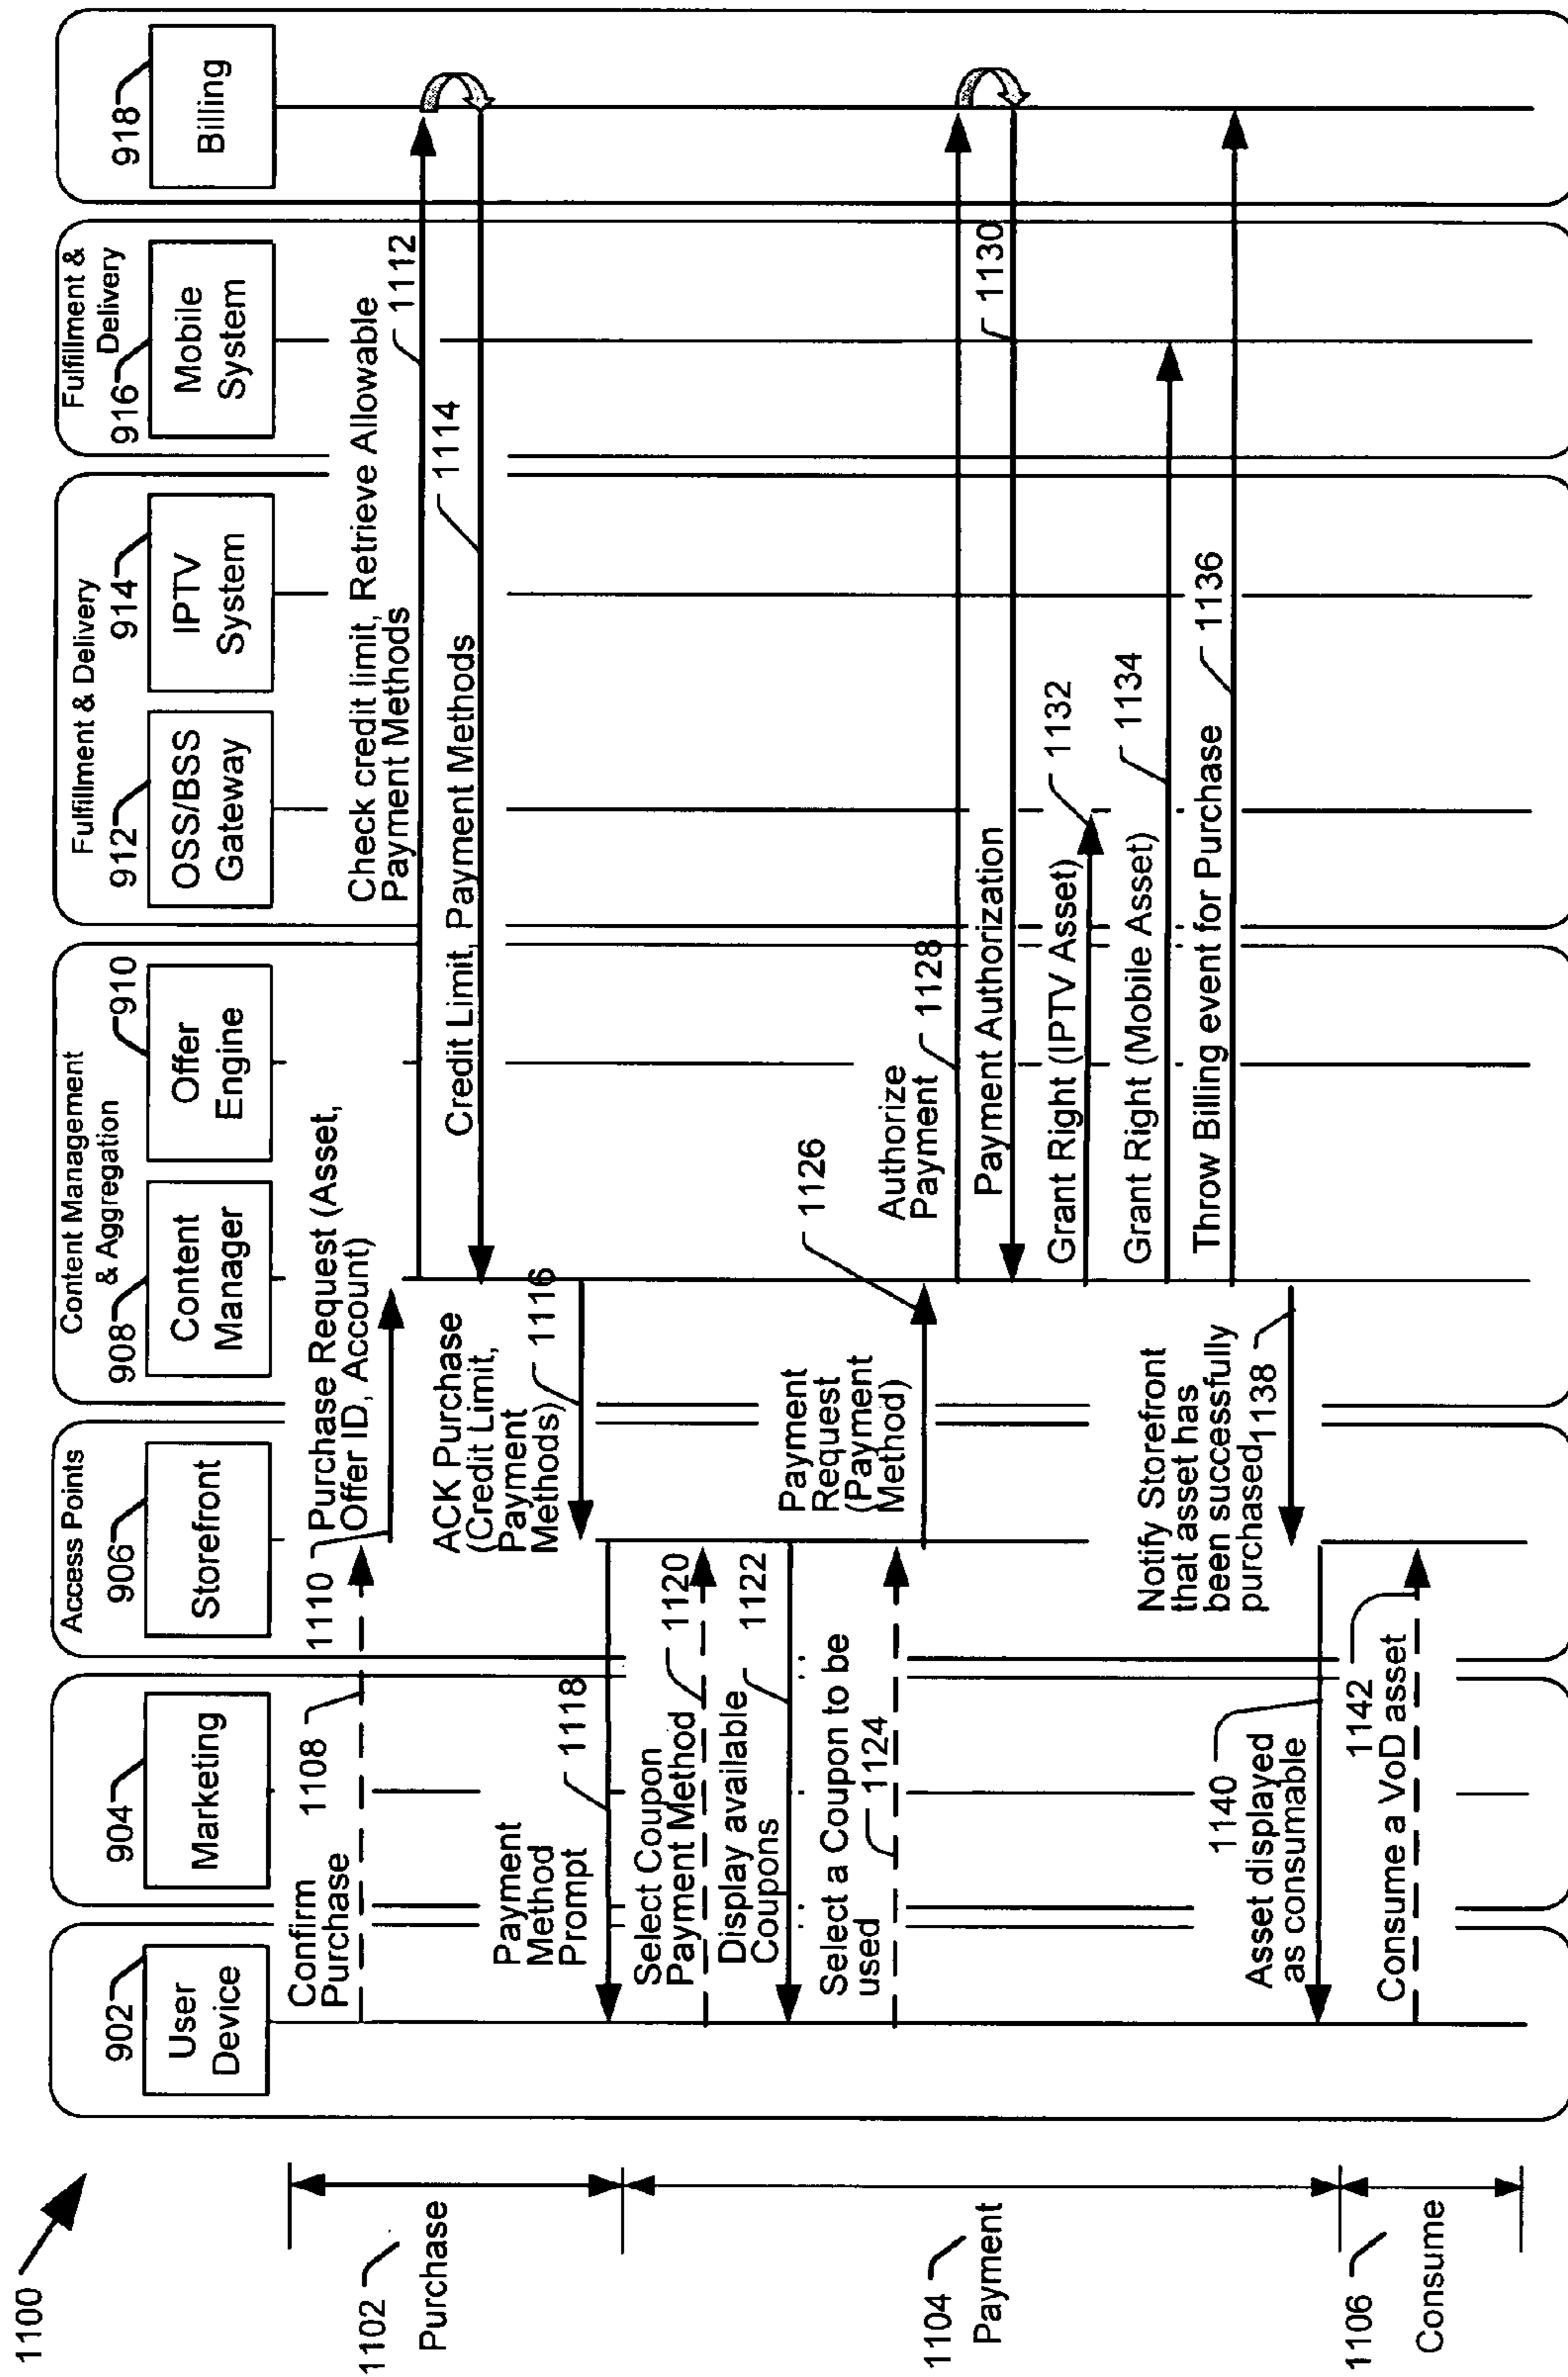 1100
Access Points
Content Management
& Aggregation
Fulfillment & Delivery
Fulfillment &
Delivery
902
904
906
908
910
912
914
916
918
User
Device
Marketing
Storefront
Content
Manager
Offer
Engine
OSS/BSS
Gateway
IPTV
System
Mobile
System
Billing
1102
Purchase
Confirm
Purchase
1108
1110
Purchase Request (Asset,
Offer ID, Account)
Check credit limit, Retrieve Allowable
Payment Methods
1112
Credit Limit, Payment Methods
1114
ACK Purchase
(Credit Limit,
Payment
Methods)
1116
Payment
Method
Prompt
1118
1104
Payment
Select Coupon
Payment Method
1120
Display available
Coupons
1122
Select a Coupon to be
used
1124
Payment
Request
(Payment
Method)
1126
Authorize
Payment
1128
Payment Authorization
1130
Grant Right (IPTV Asset)
1132
Grant Right (Mobile Asset)
1134
Throw Billing event for Purchase
1136
Notify Storefront
that asset has
been successfully
purchased
1138
1140
Asset displayed
as consumable
1106
Consume
1142
Consume a VoD asset